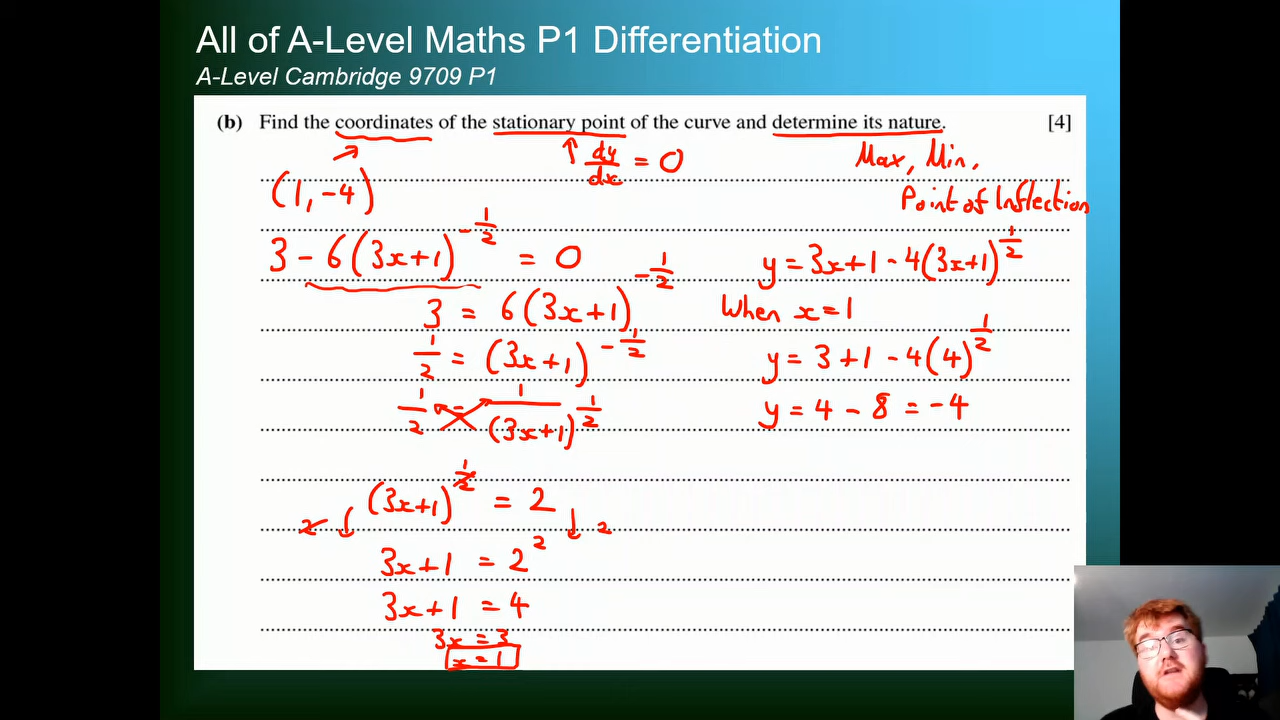 All of A-Level Maths P1 Differentiation
A-Level Cambridge 9709 P1
(b) Find the coordinates of the stationary point of the curve and determine its nature. [4]
(1, -4)
↑ dy/dx = 0
Max, Min,
Point of Inflection
3 - 6(3x+1)^(-1/2) = 0
3 = 6(3x+1)^(-1/2)
1/2 = (3x+1)^(-1/2)
1/2 = 1/(3x+1)^(1/2)
(3x+1)^(1/2) = 2
2 ↓ ↓ 2
3x+1 = 2^2
3x+1 = 4
3x = 3
x = 1
y = 3x+1 - 4(3x+1)^(1/2)
When x=1
y = 3+1 - 4(4)^(1/2)
y = 4 - 8 = -4